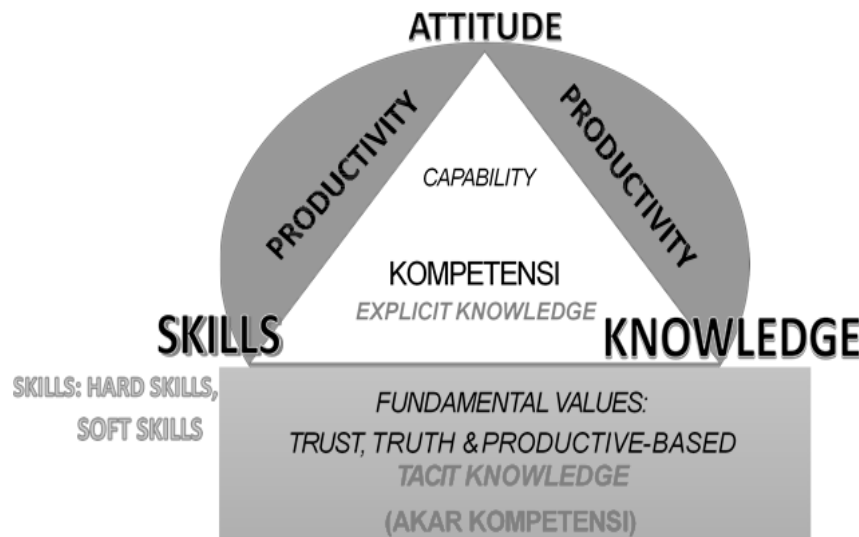 ATTITUDE
PRODUCTIVITY
PRODUCTIVITY
CAPABILITY
KOMPETENSI
EXPLICIT KNOWLEDGE
SKILLS
KNOWLEDGE
SKILLS: HARD SKILLS,
SOFT SKILLS
FUNDAMENTAL VALUES:
TRUST, TRUTH & PRODUCTIVE-BASED
TACIT KNOWLEDGE
(AKAR KOMPETENSI)